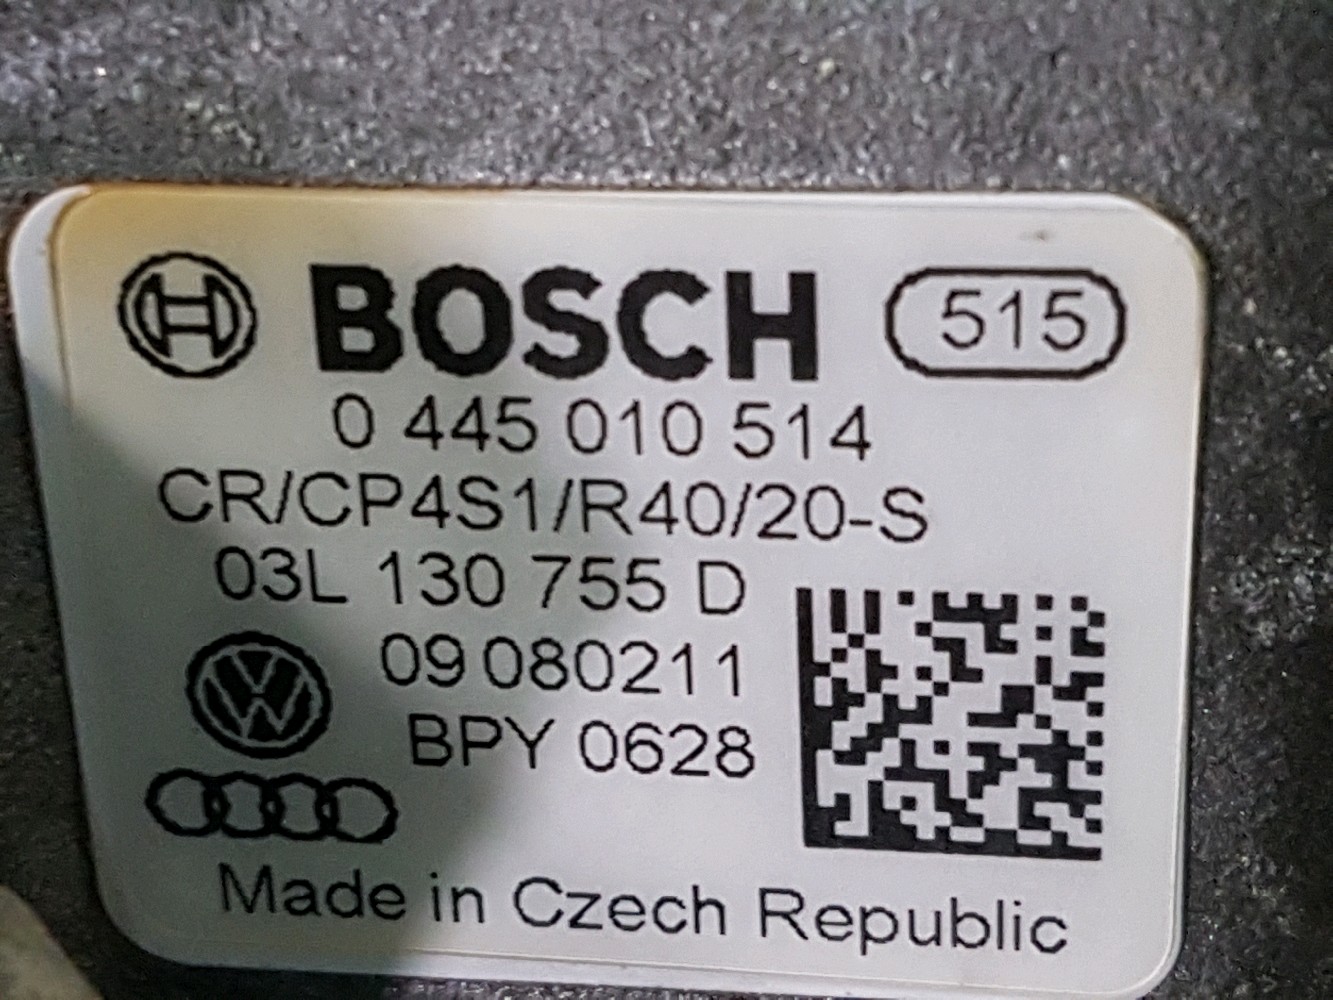 BOSCH 515
0 445 010 514
CR/CP4S1/R40/20-S
03L 130 755 D
09 080211
BPY 0628
Made in Czech Republic